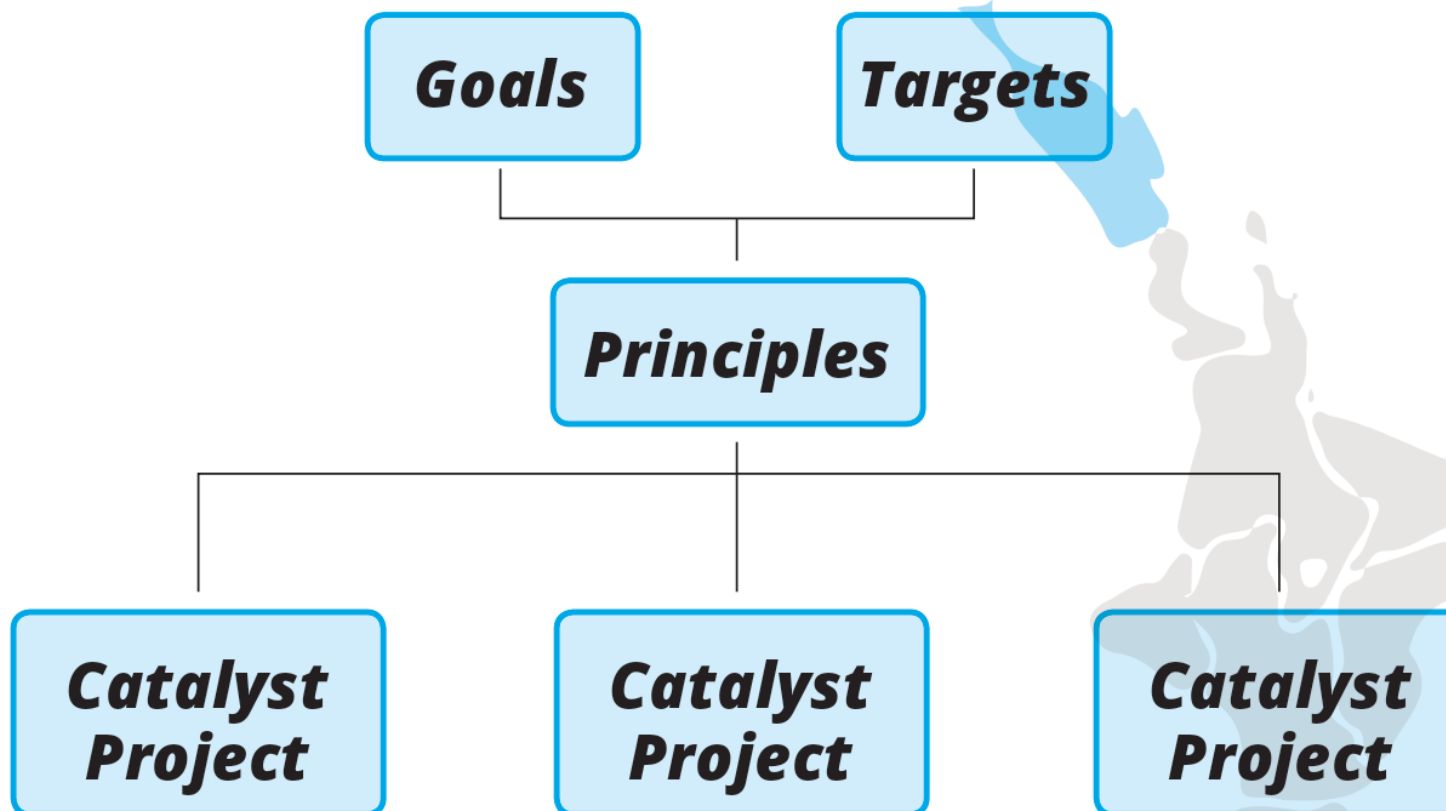 Goals
Targets
Principles
Catalyst
Project
Catalyst
Project
Catalyst
Project